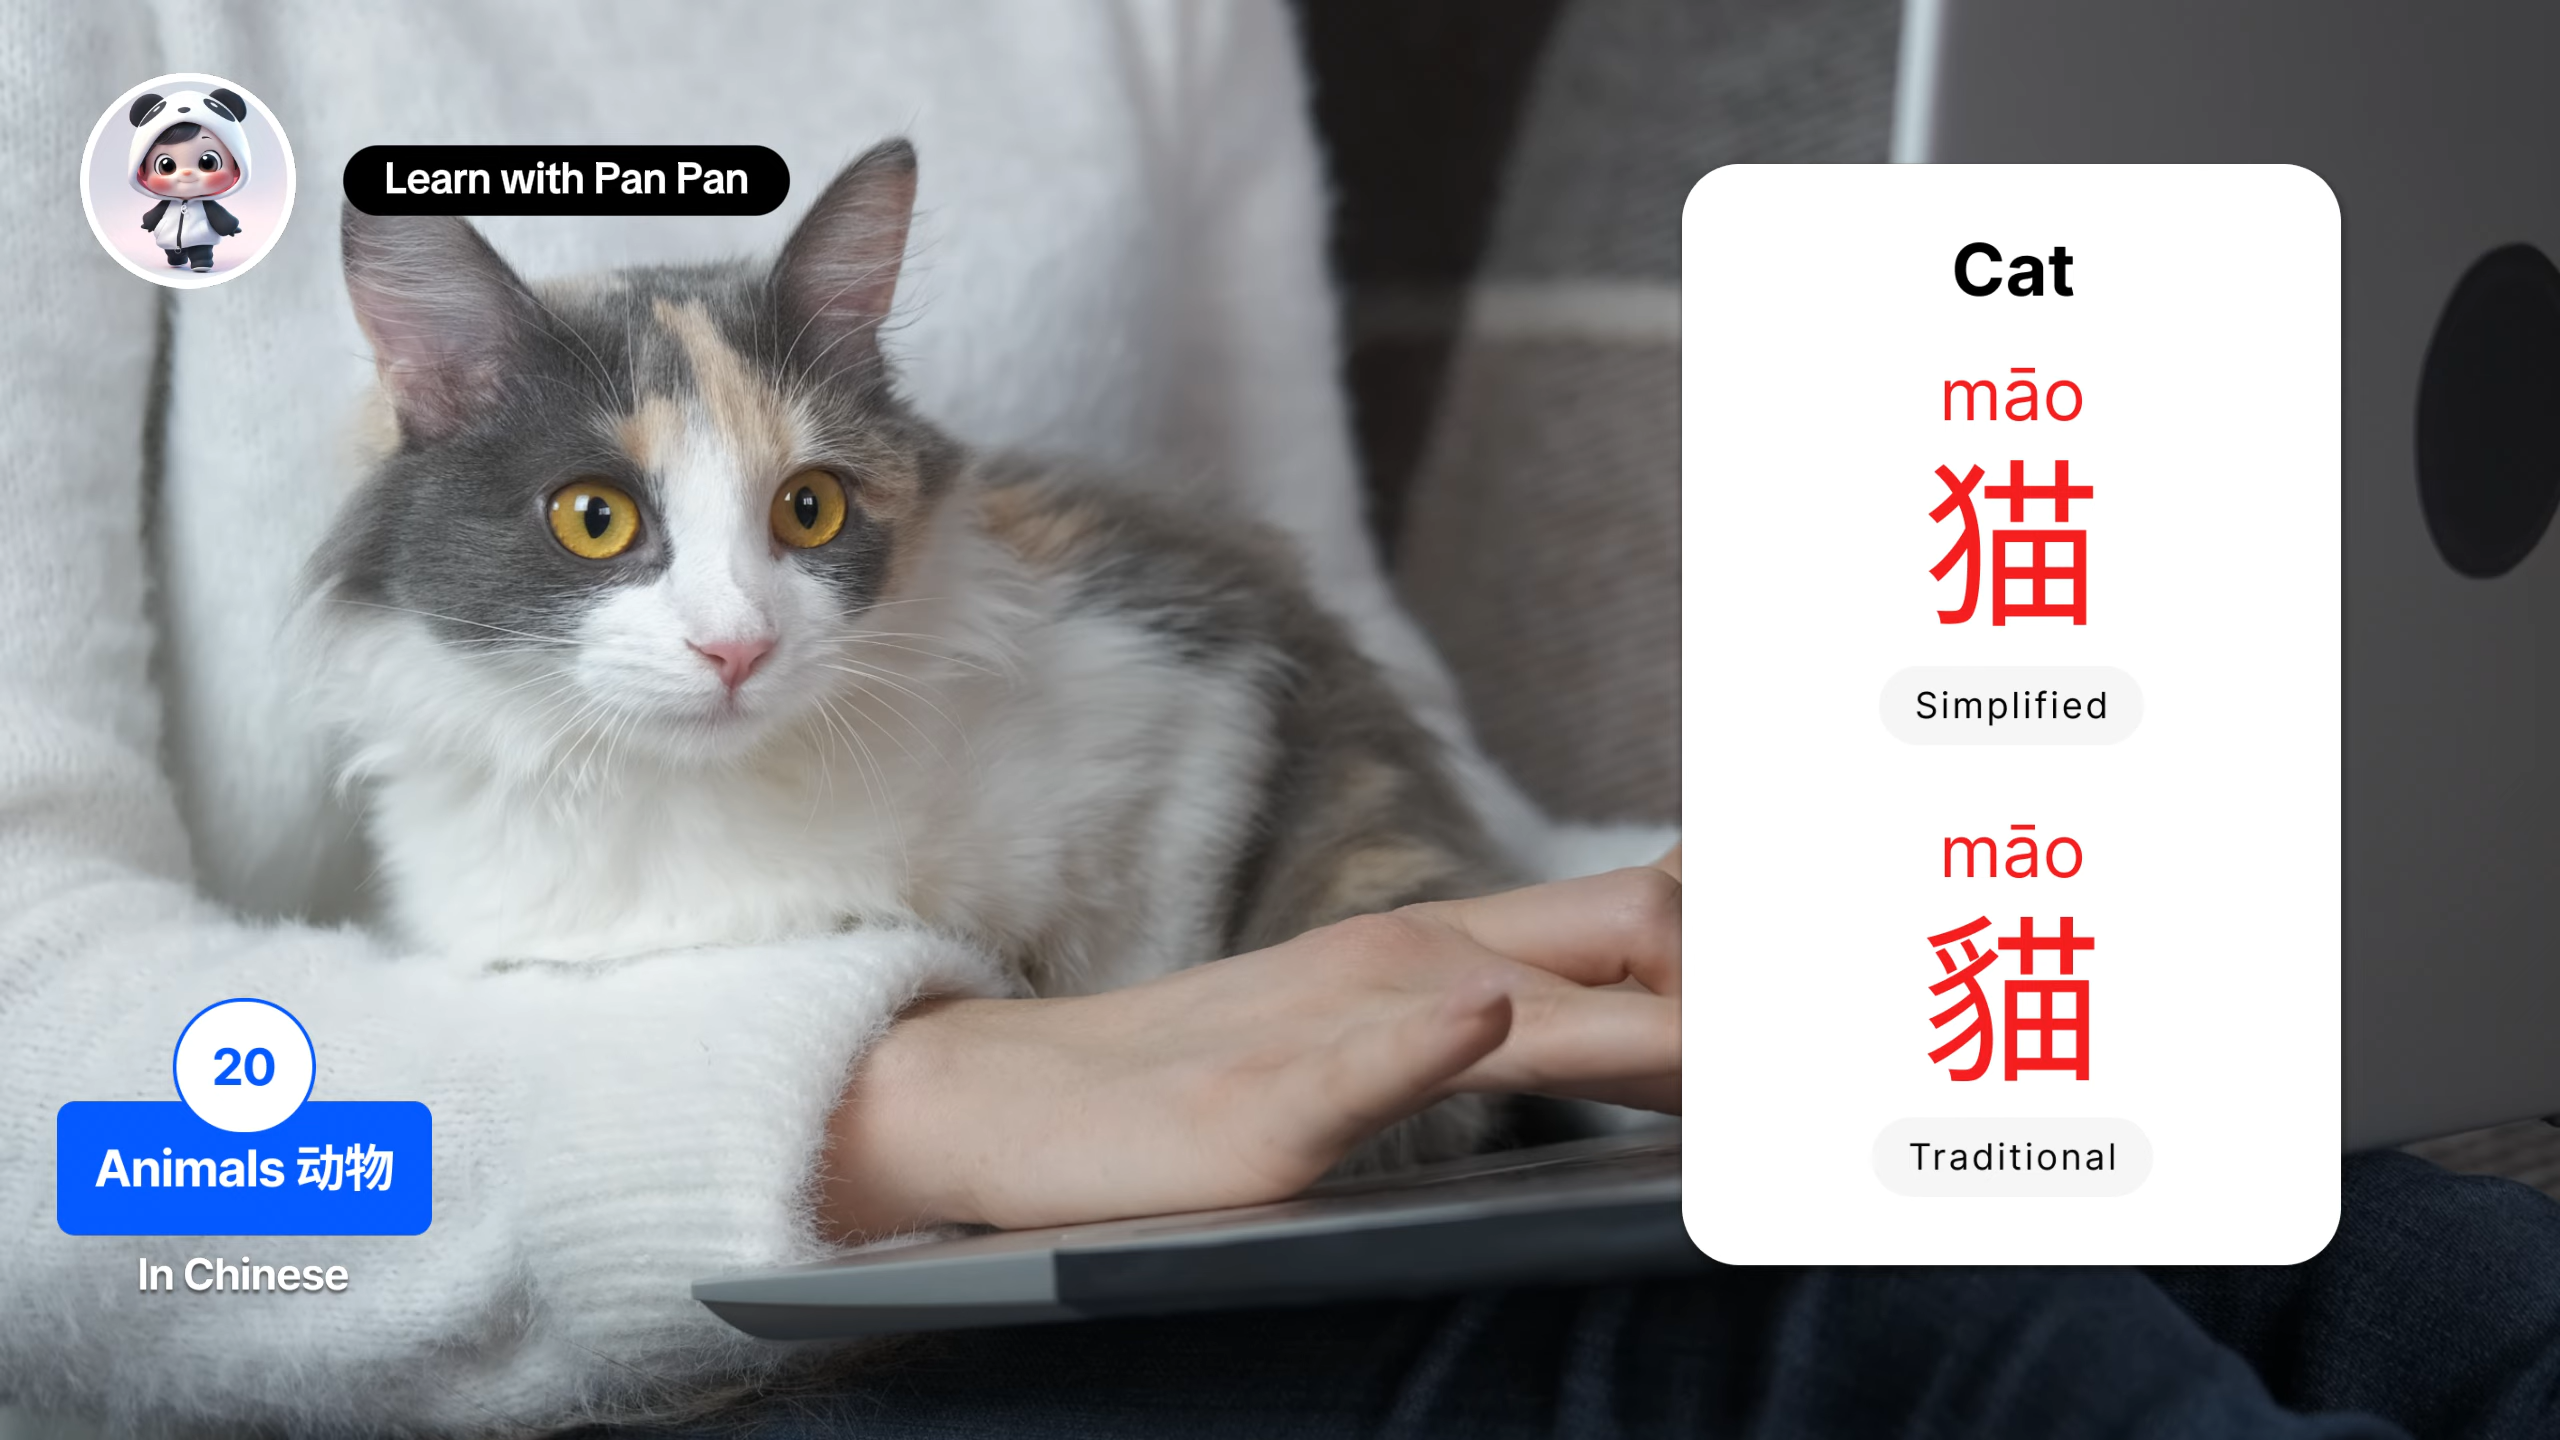 Learn with Pan Pan
Cat
māo
猫
Simplified
māo
貓
Traditional
20
Animals 动物
In Chinese